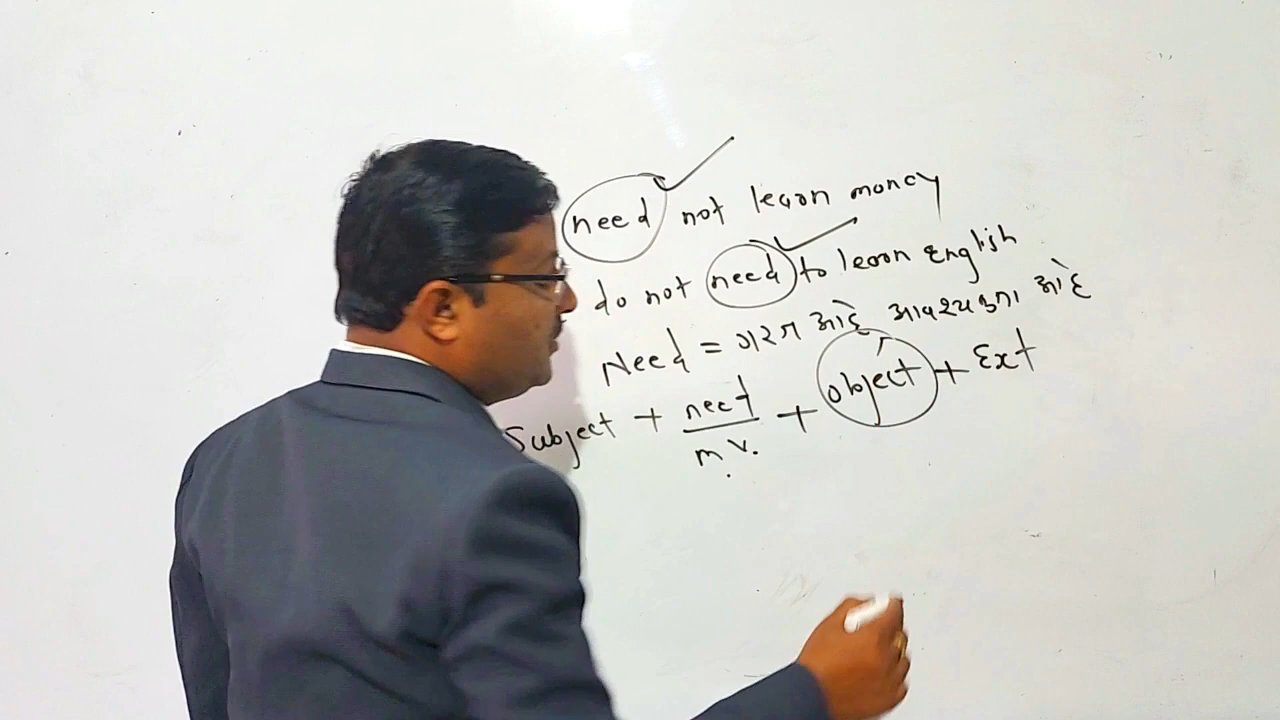 need not learn money
do not need to learn English
Need = गरज आहे आवश्यकता आहे
Subject + need + object + Ext
m.v.